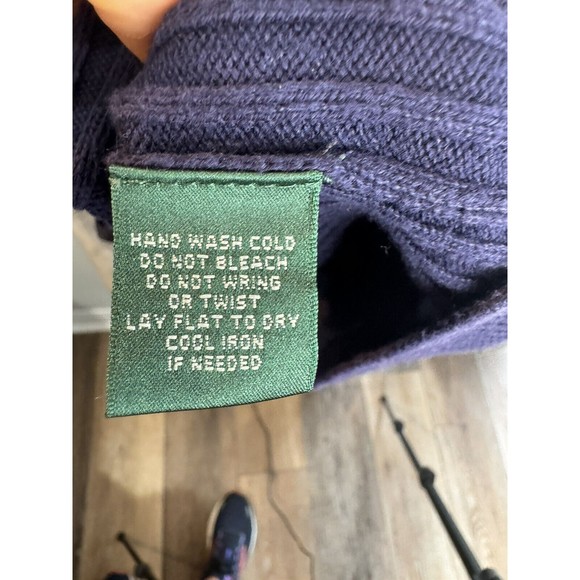 HAND WASH COLD
DO NOT BLEACH
DO NOT WRING
OR TWIST
LAY FLAT TO DRY
COOL IRON
IF NEEDED